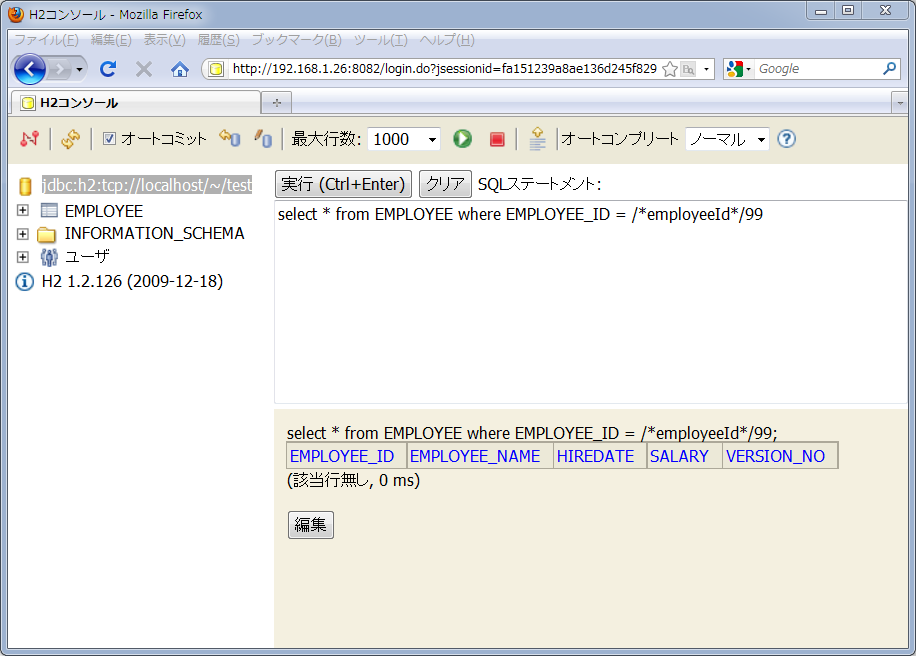 H2コンソール - Mozilla Firefox
ファイル(F) 編集(E) 表示(V) 履歴(S) ブックマーク(B) ツール(T) ヘルプ(H)
http://192.168.1.26:8082/login.do?jsessionid=fa151239a8ae136d245f829 Google
H2コンソール
オートコミット 最大行数: 1000 オートコンプリート ノーマル
jdbc:h2:tcp://localhost/~/test
EMPLOYEE
INFORMATION_SCHEMA
ユーザ
H2 1.2.126 (2009-12-18)
実行 (Ctrl+Enter) クリア SQLステートメント:
select * from EMPLOYEE where EMPLOYEE_ID = /*employeeId*/99
select * from EMPLOYEE where EMPLOYEE_ID = /*employeeId*/99;
EMPLOYEE_ID EMPLOYEE_NAME HIREDATE SALARY VERSION_NO
(該当行無し, 0 ms)
編集